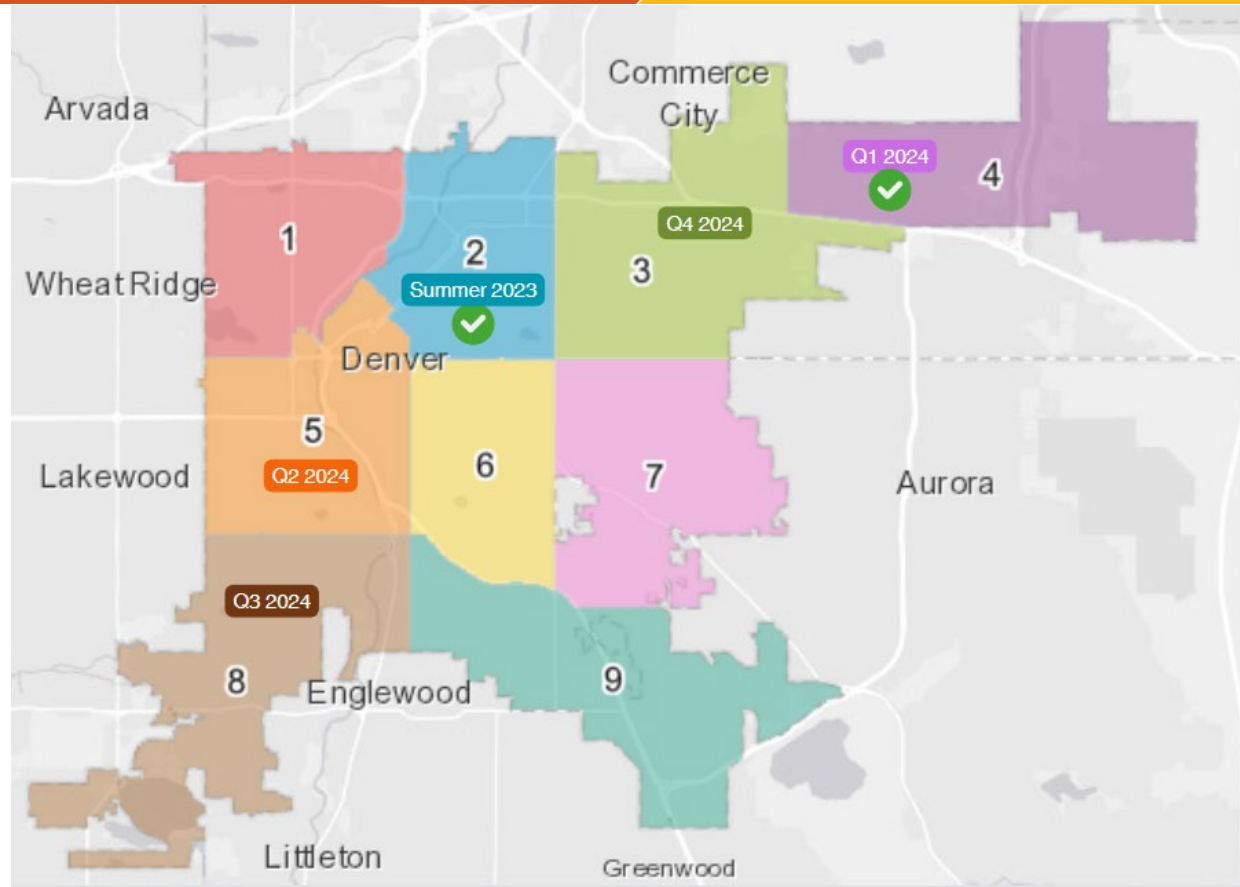 Commerce
City
Arvada
Q1 2024
4
Q4 2024
1
2
3
Wheat Ridge
Summer 2023
Denver
5
6
7
Q2 2024
Lakewood
Aurora
Q3 2024
8
9
Englewood
Littleton
Greenwood